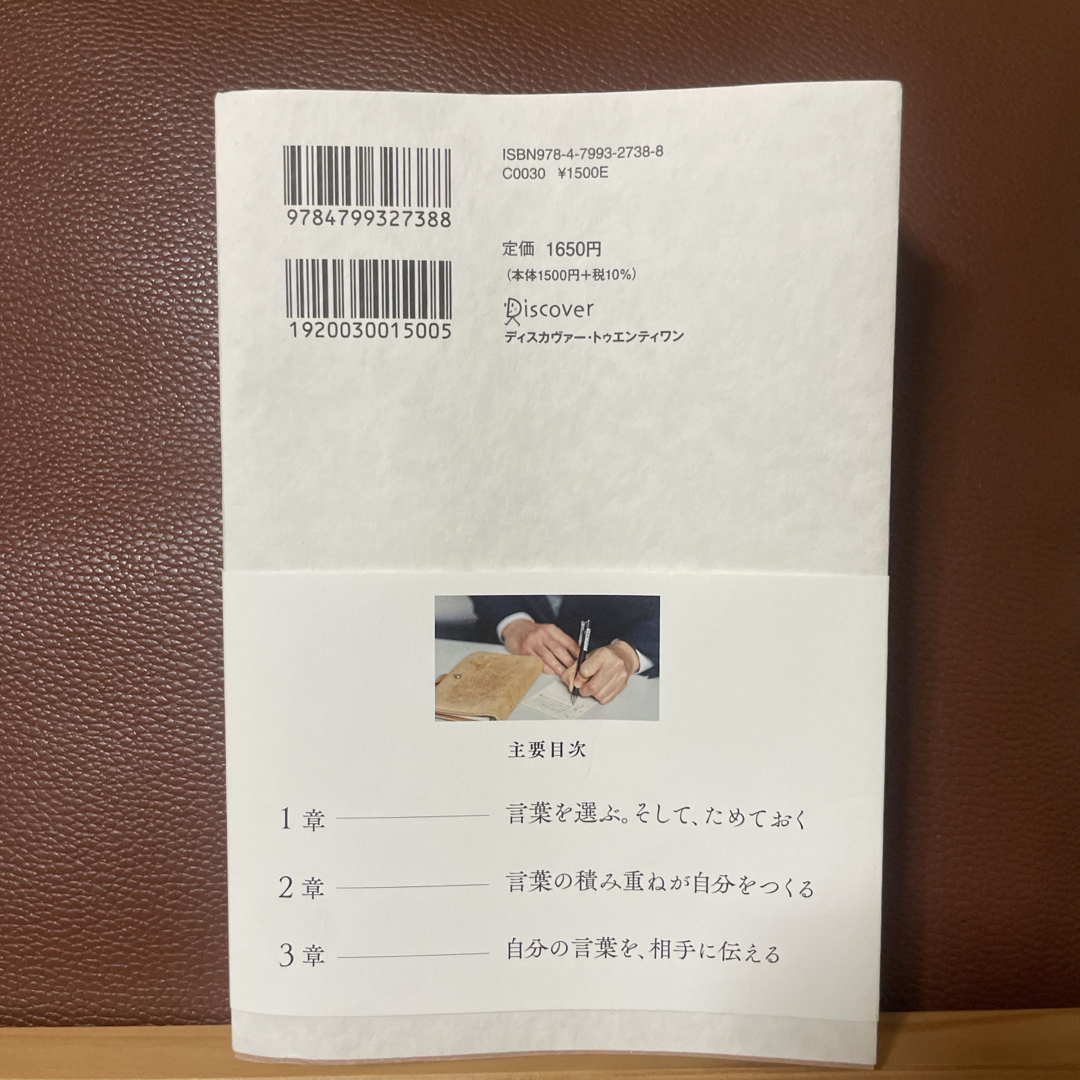 9784799327388
1920030015005
ISBN978-4-7993-2738-8
C0030 ¥1500E
定価 1650円
（本体1500円＋税10%）
Discover
ディスカヴァー・トゥエンティワン
主要目次
1章 言葉を選ぶ。そして、ためておく
2章 言葉の積み重ねが自分をつくる
3章 自分の言葉を、相手に伝える